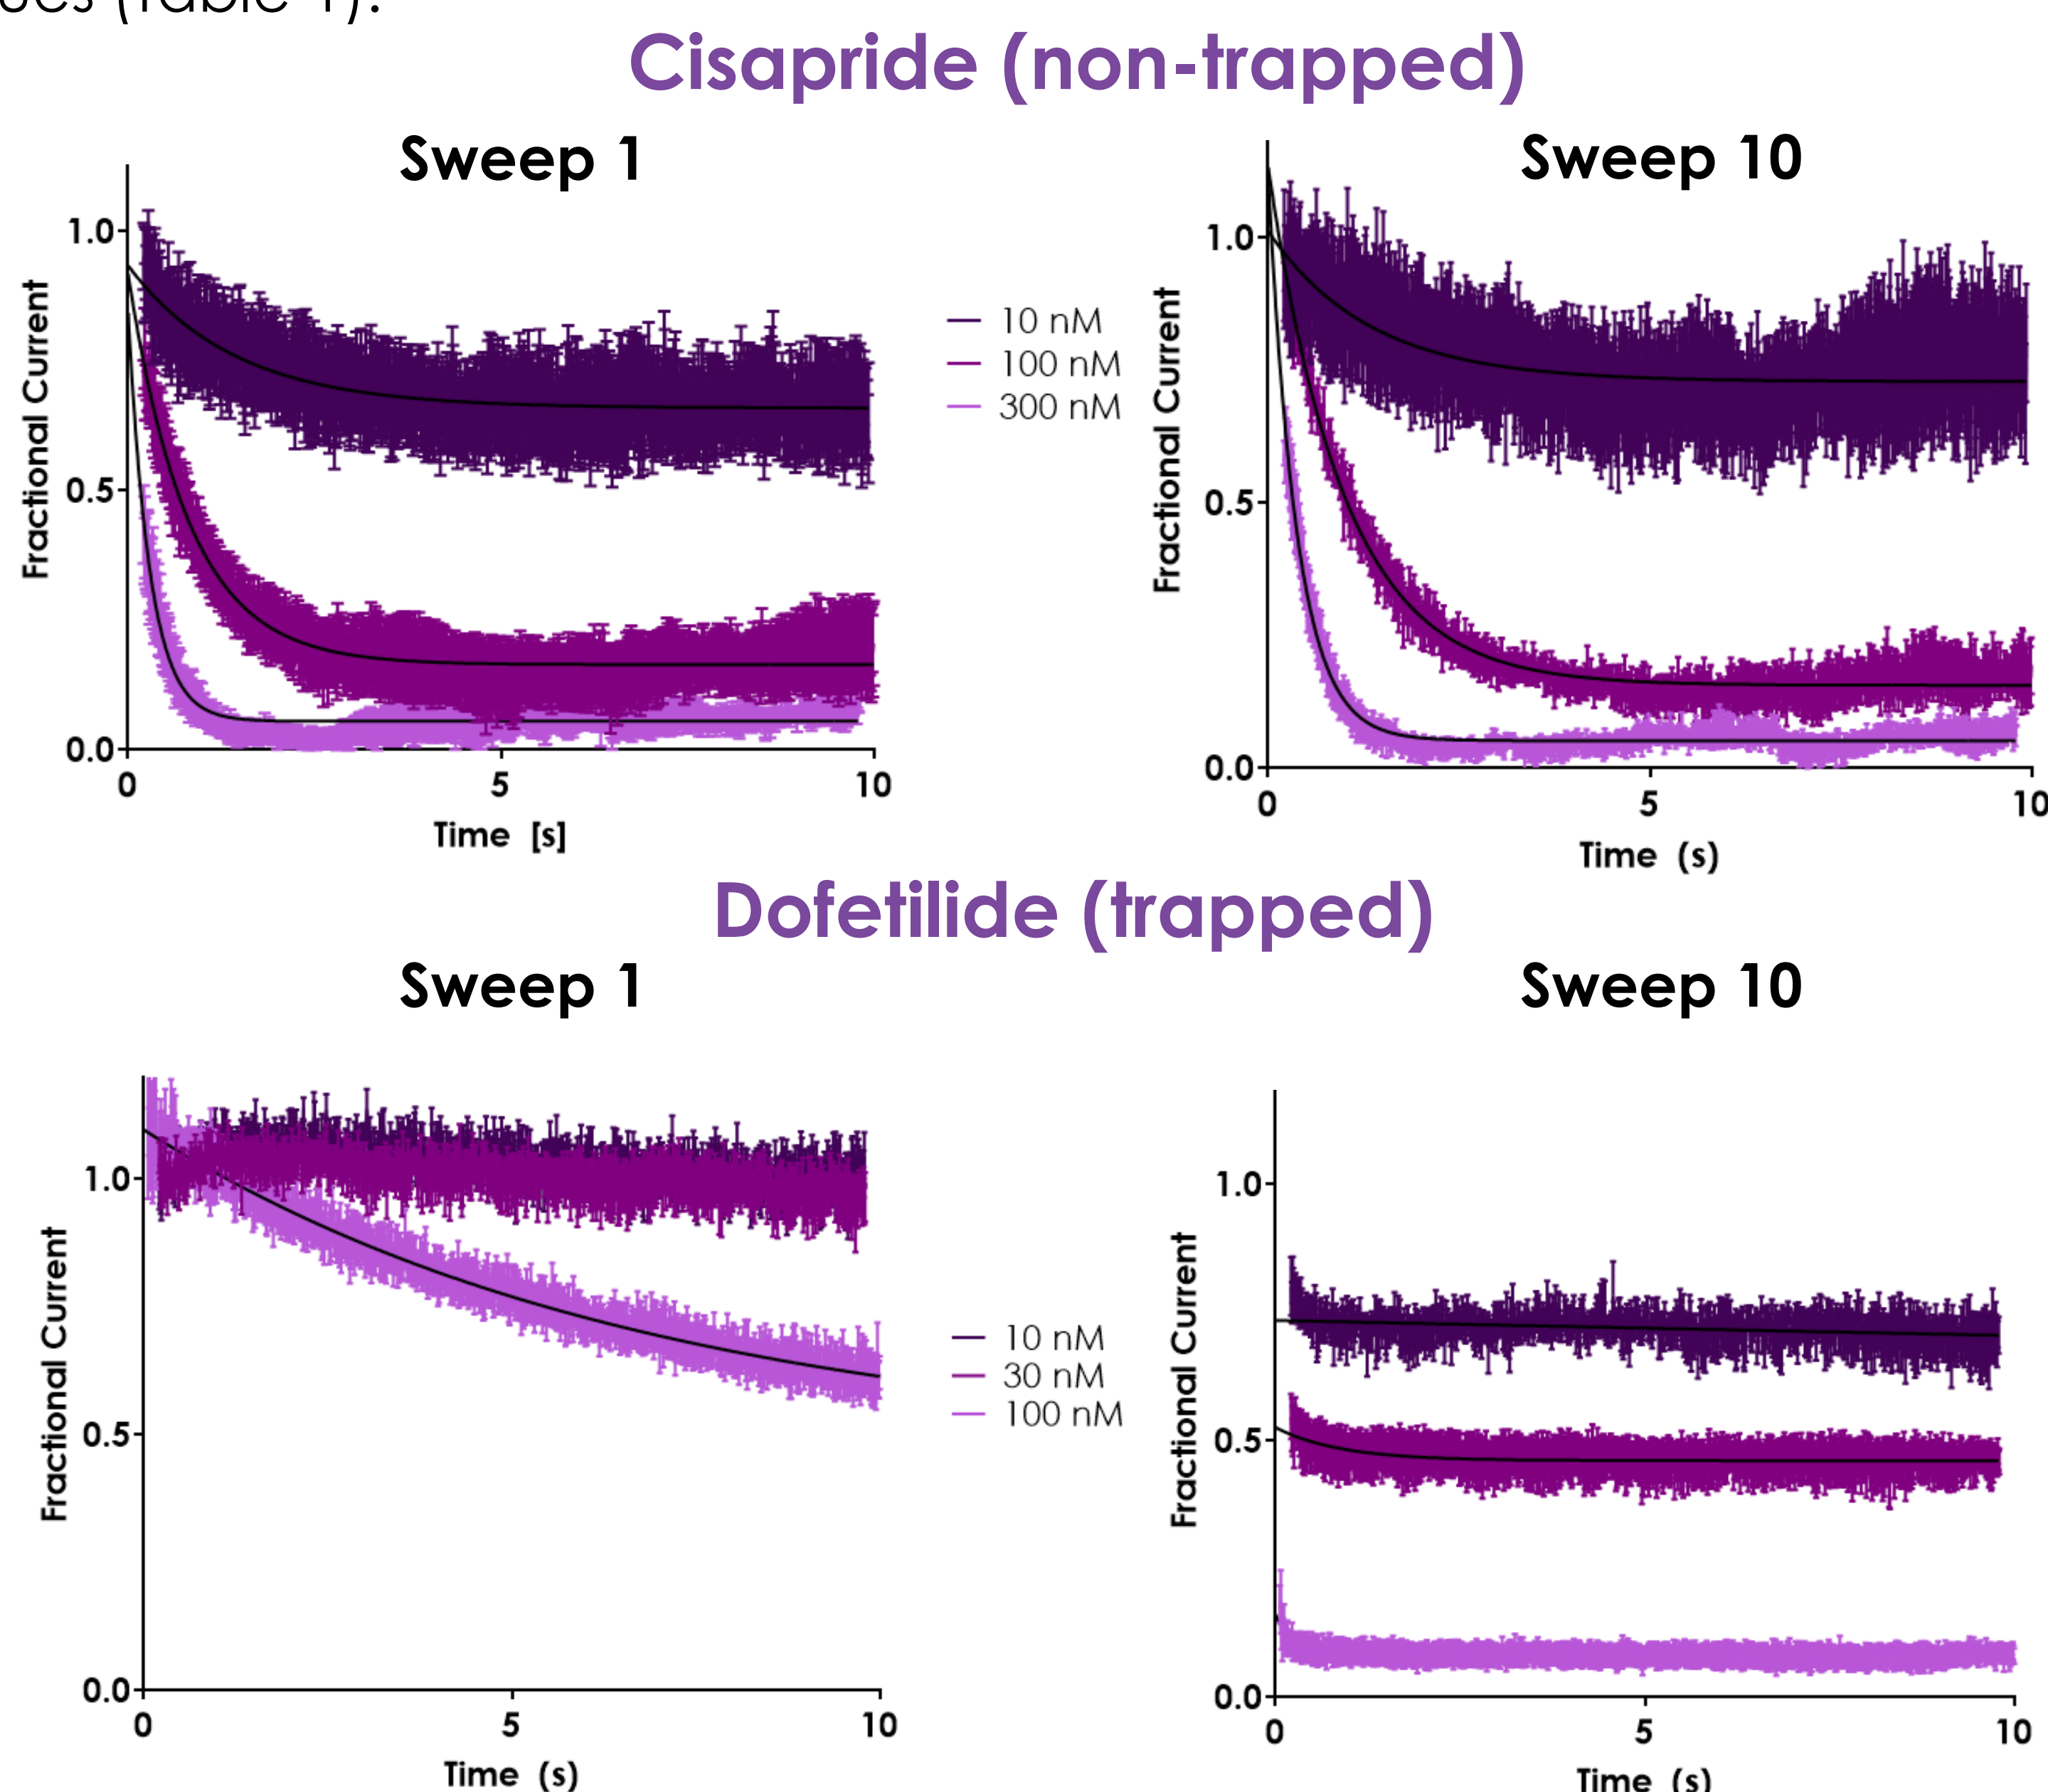 (Table 1).
Cisapride (non-trapped)
Sweep 1
Sweep 10
Fractional Current
1.0
0.5
0.0
0
5
10
Time [s]
10 nM
100 nM
300 nM
Fractional Current
1.0
0.5
0.0
0
5
10
Time (s)
Dofetilide (trapped)
Sweep 1
Sweep 10
Fractional Current
1.0
0.5
0.0
0
5
10
Time (s)
10 nM
30 nM
100 nM
Fractional Current
1.0
0.5
0.0
0
5
10
Time (s)